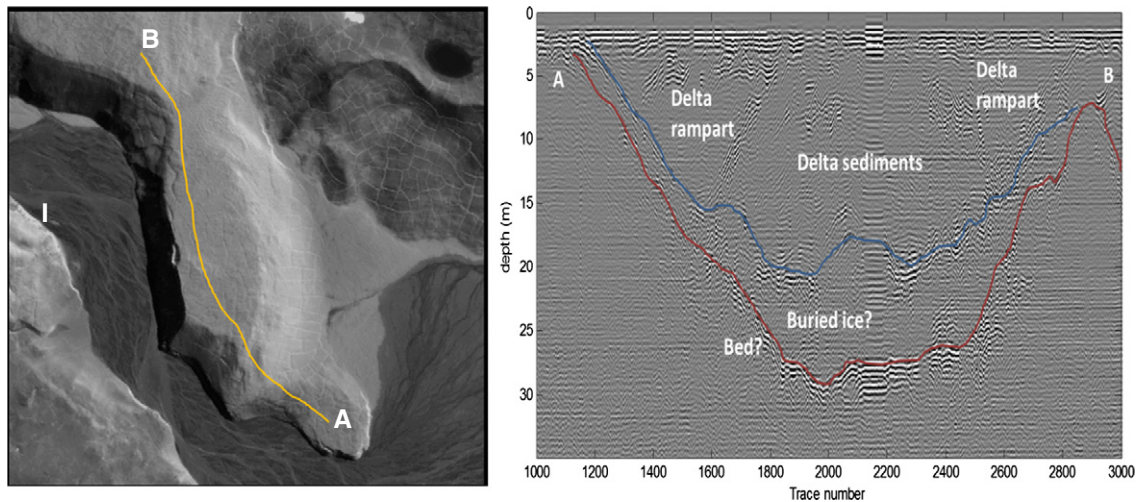 B
I
A
0
5
10
15
20
25
30
depth (m)
A
B
Delta
rampart
Delta
rampart
Delta sediments
Buried ice?
Bed?
1000 1200 1400 1600 1800 2000 2200 2400 2600 2800 3000
Trace number